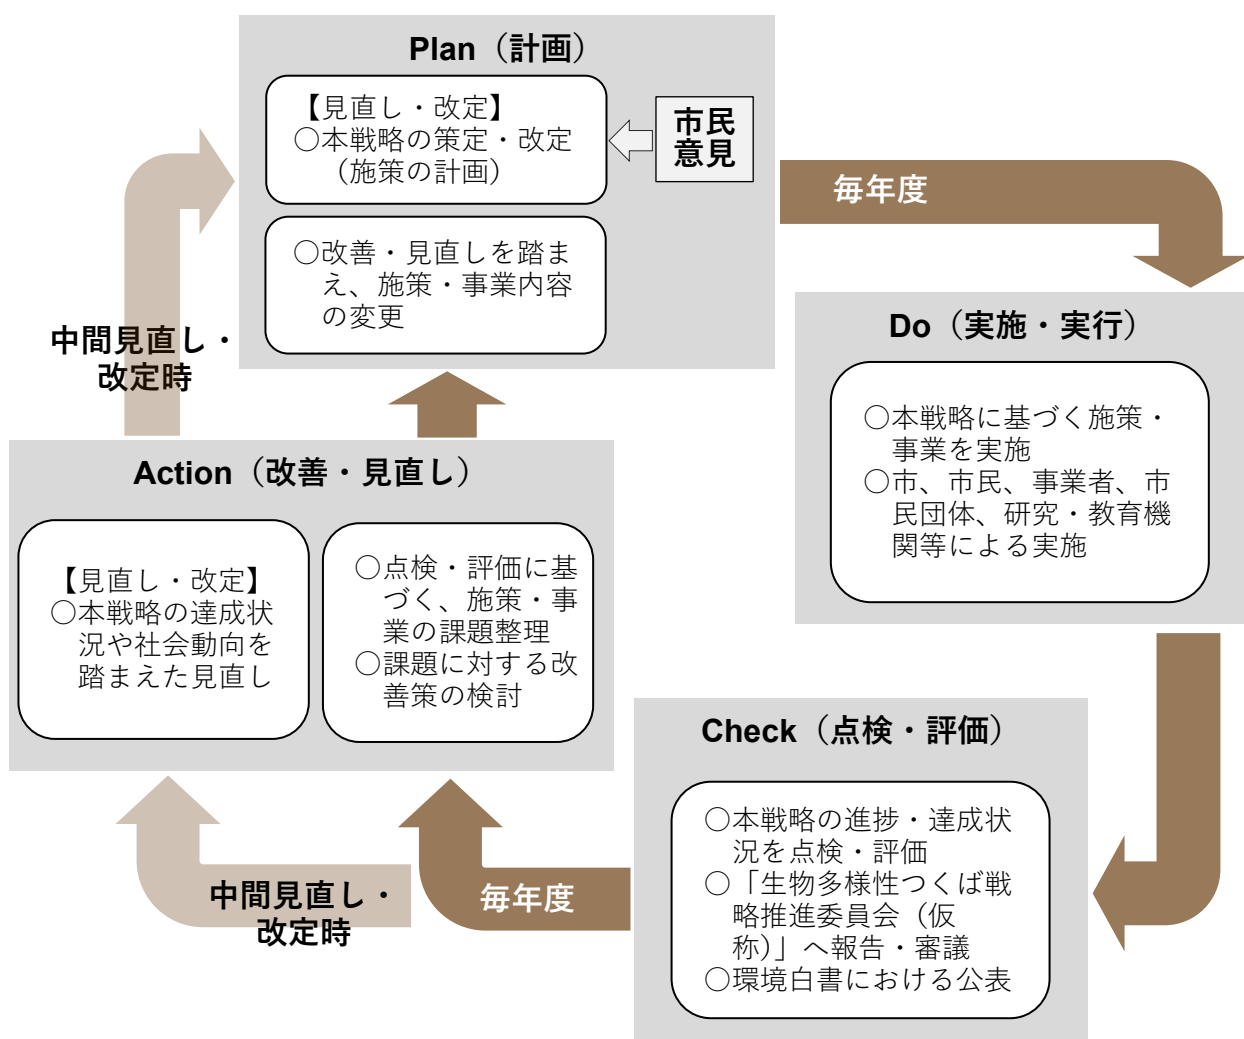 Plan（計画）
【見直し・改定】
○本戦略の策定・改定
（施策の計画）
市民
意見
○改善・見直しを踏ま
え、施策・事業内容
の変更
毎年度
Do（実施・実行）
○本戦略に基づく施策・
事業を実施
○市、市民、事業者、市
民団体、研究・教育機
関等による実施
Check（点検・評価）
○本戦略の進捗・達成状
況を点検・評価
○「生物多様性つくば戦
略推進委員会（仮
称）」へ報告・審議
○環境白書における公表
毎年度
中間見直し・
改定時
Action（改善・見直し）
【見直し・改定】
○本戦略の達成状
況や社会動向を
踏まえた見直し
○点検・評価に基
づく、施策・事
業の課題整理
○課題に対する改
善策の検討
中間見直し・
改定時